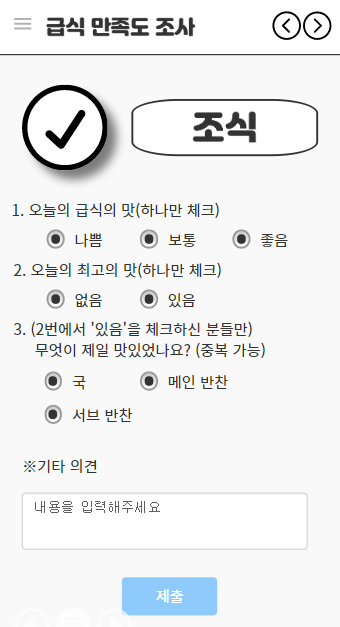 급식 만족도 조사
조식
1. 오늘의 급식의 맛(하나만 체크)
나쁨 보통 좋음
2. 오늘의 최고의 맛(하나만 체크)
없음 있음
3. (2번에서 '있음'을 체크하신 분들만)
무엇이 제일 맛있었나요? (중복 가능)
국 메인 반찬
서브 반찬
※기타 의견
내용을 입력해주세요
제출